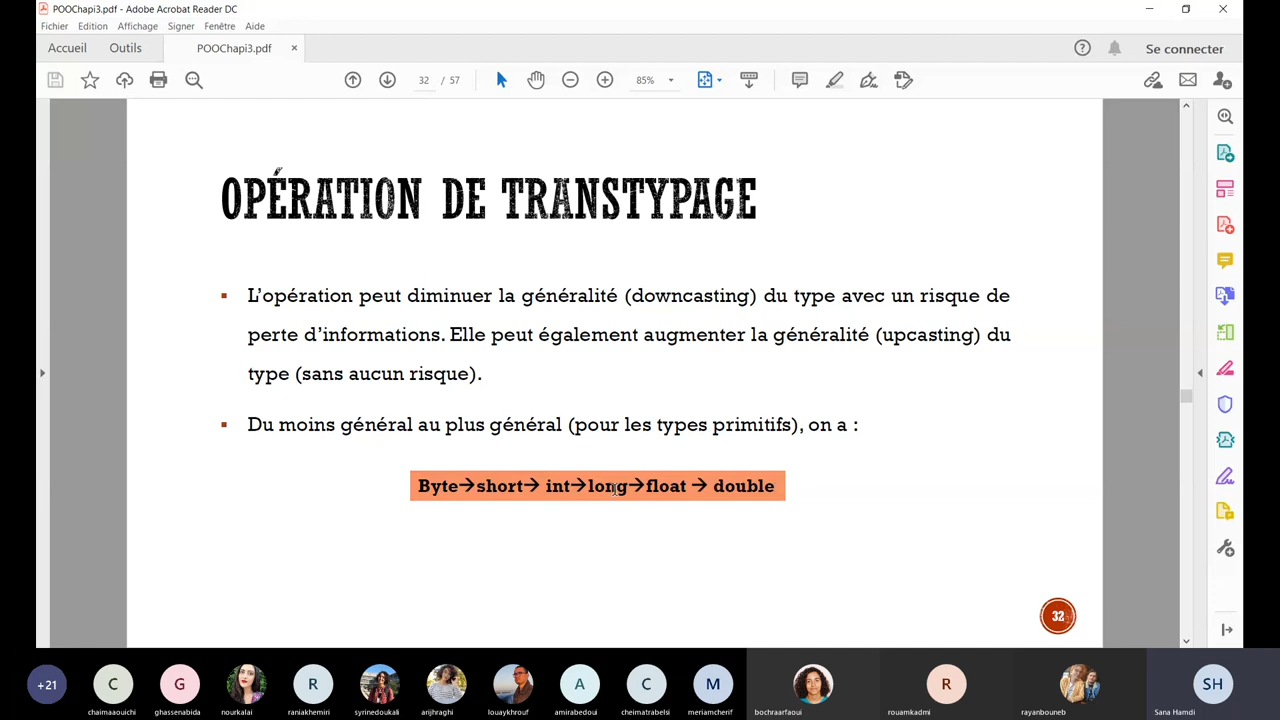 POOChapi3.pdf - Adobe Acrobat Reader DC
Fichier Edition Affichage Signer Fenêtre Aide
Accueil Outils POOChapi3.pdf × Se connecter
32 / 57 85%
OPÉRATION DE TRANSTYPAGE
▪ L'opération peut diminuer la généralité (downcasting) du type avec un risque de
perte d'informations. Elle peut également augmenter la généralité (upcasting) du
type (sans aucun risque).
▪ Du moins général au plus général (pour les types primitifs), on a :
Byte→short→ int→long→float → double
32
+21 C G R A C M R SH
chaimaaouichi ghassenabida nourkalai raniakhemiri syrinedoukali arijhraghi louaykhrouf amirabedoui cheimatrabelsi meriamcherif bochraarfaoui rouamkadmi rayanbouneb Sana Hamdi